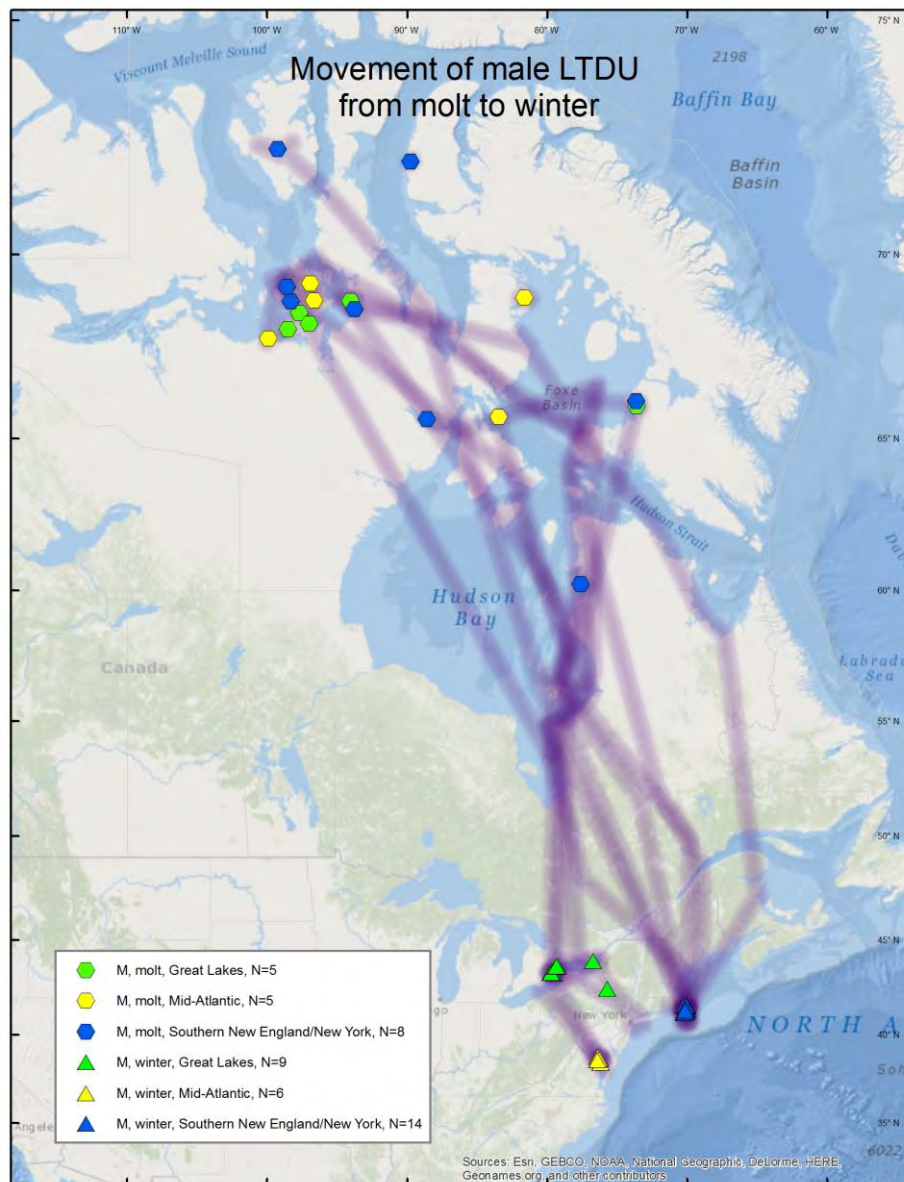 110° W
100° W
90° W
80° W
70° W
60° W
75° N
Viscount Melville Sound
Movement of male LTDU
from molt to winter
2198
Baffin Bay
Baffin
Basin
70° N
Foxe
Basin
65° N
Hudson Strait
60° N
Hudson
Bay
Canada
Labrador
Sea
55° N
50° N
45° N
New York
40° N
NORTH A
35° N
6022
M, molt, Great Lakes, N=5
M, molt, Mid-Atlantic, N=5
M, molt, Southern New England/New York, N=8
M, winter, Great Lakes, N=9
M, winter, Mid-Atlantic, N=6
M, winter, Southern New England/New York, N=14
Sources: Esri, GEBCO, NOAA, National Geographic, DeLorme, HERE,
Geonames.org, and other contributors